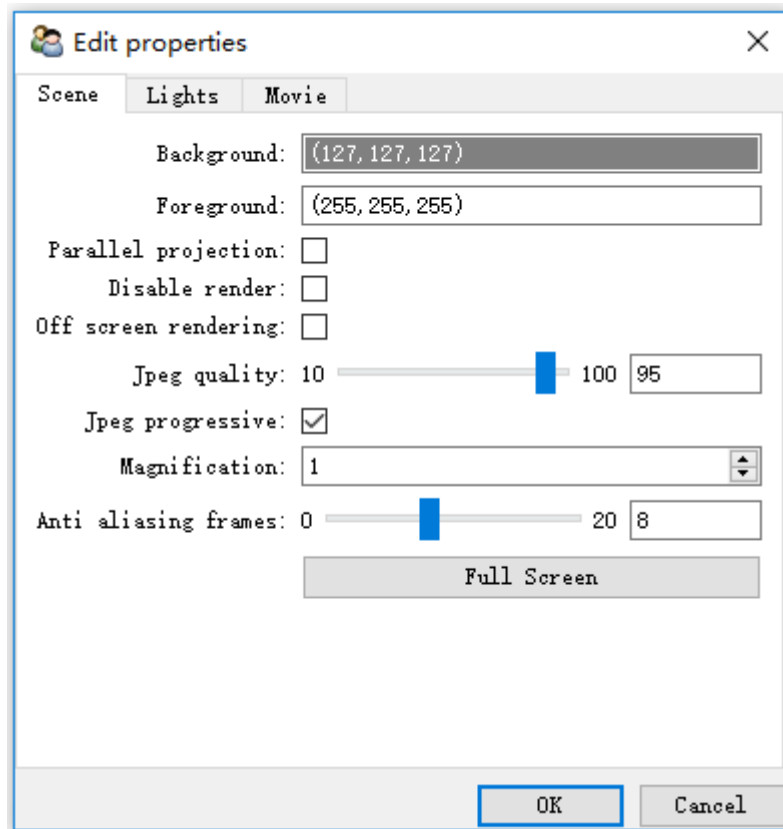 Edit properties
Scene Lights Movie
Background: (127, 127, 127)
Foreground: (255, 255, 255)
Parallel projection:
Disable render:
Off screen rendering:
Jpeg quality: 10 100 95
Jpeg progressive:
Magnification: 1
Anti aliasing frames: 0 20 8
Full Screen
OK Cancel